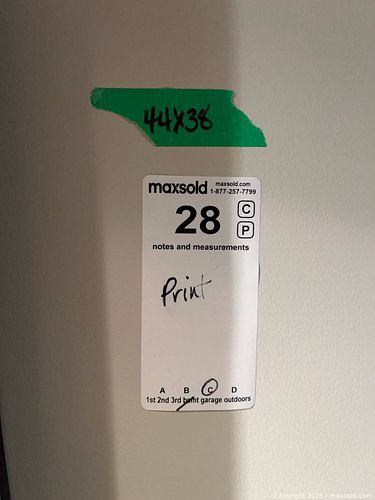 44X38
maxsold maxsold.com
1-877-257-7799
28 C
P
notes and measurements
Print
A B C D
1st 2nd 3rd bsmt garage outdoors
Copyright 2025 - maxsold.com